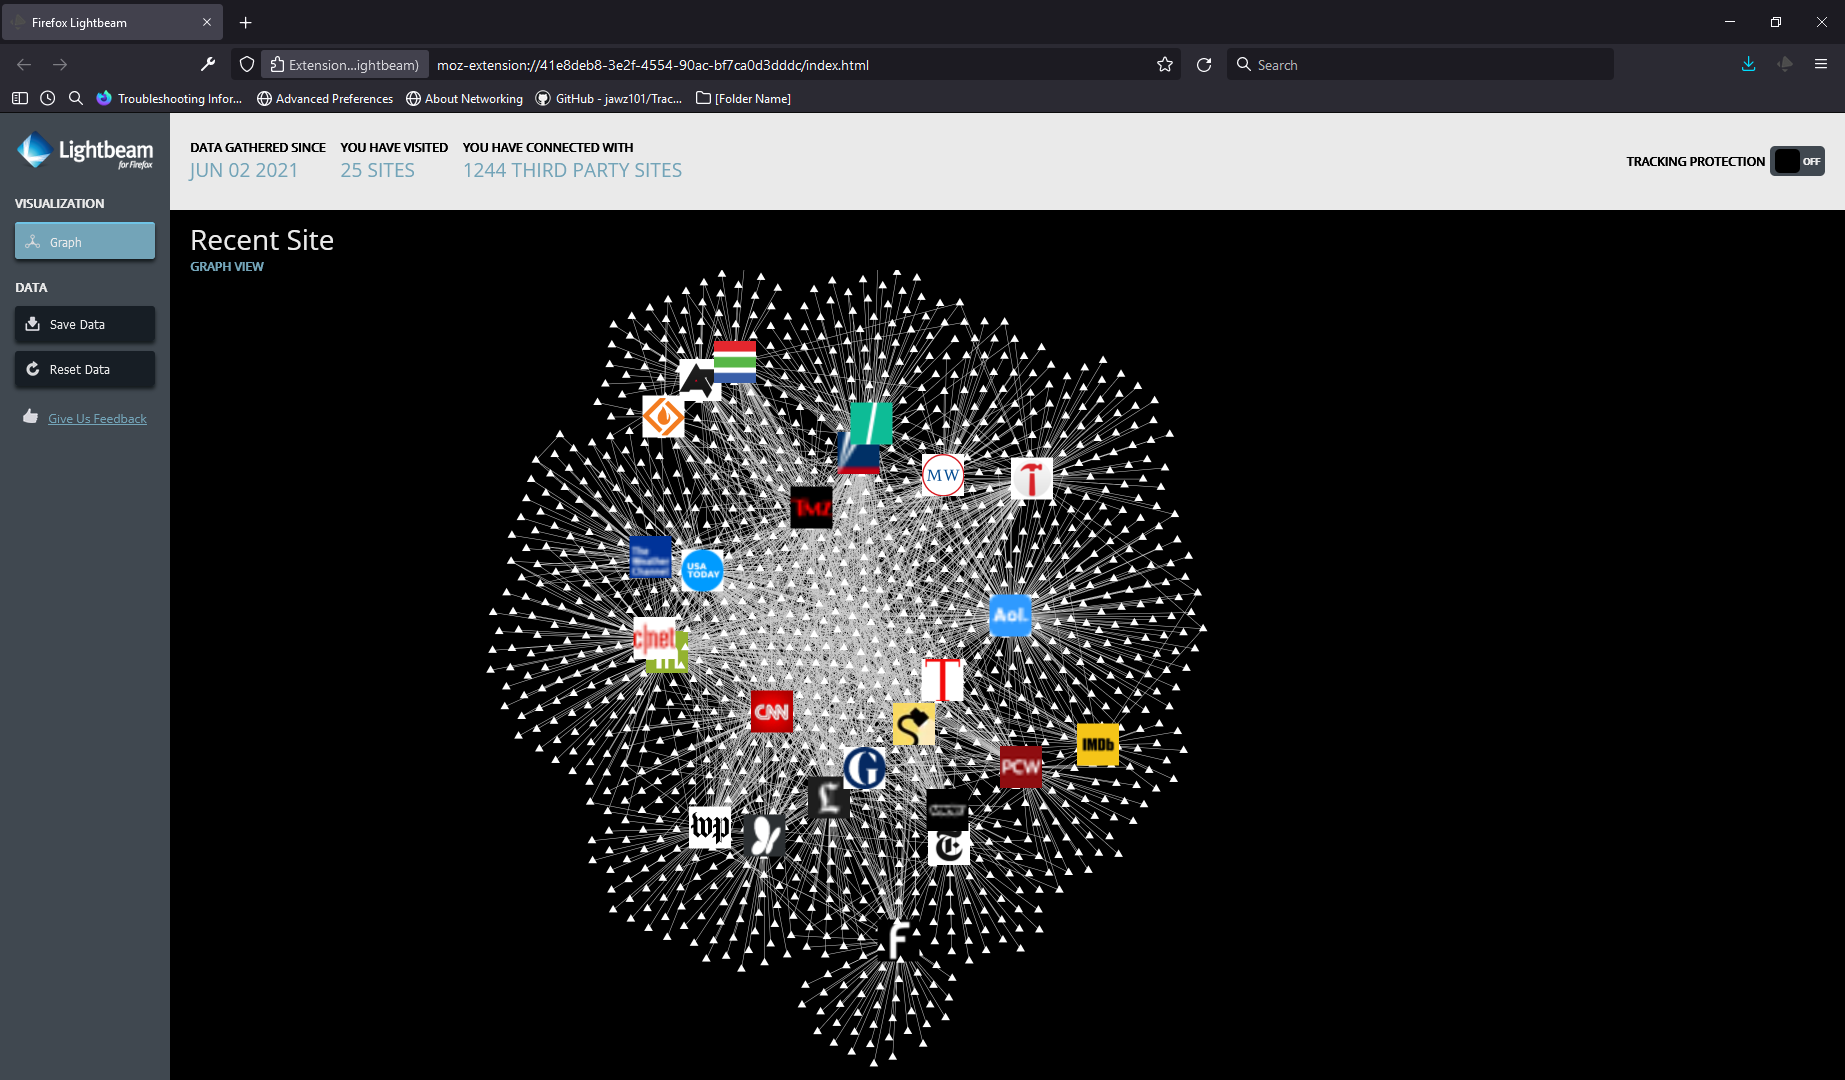 Firefox Lightbeam
Extension...ightbeam)
moz-extension://41e8deb8-3e2f-4554-90ac-bf7ca0d3dddc/index.html
Search
Troubleshooting Infor...
Advanced Preferences
About Networking
GitHub - jawz101/Trac...
[Folder Name]
Lightbeam
for Firefox
DATA GATHERED SINCE
JUN 02 2021
YOU HAVE VISITED
25 SITES
YOU HAVE CONNECTED WITH
1244 THIRD PARTY SITES
TRACKING PROTECTION
OFF
VISUALIZATION
Graph
DATA
Save Data
Reset Data
Give Us Feedback
Recent Site
GRAPH VIEW
MW
TMZ
The
Weather
Channel
USA
TODAY
Aol.
c|net
T
CNN
G
PCW
IMDb
L
wp
T
f